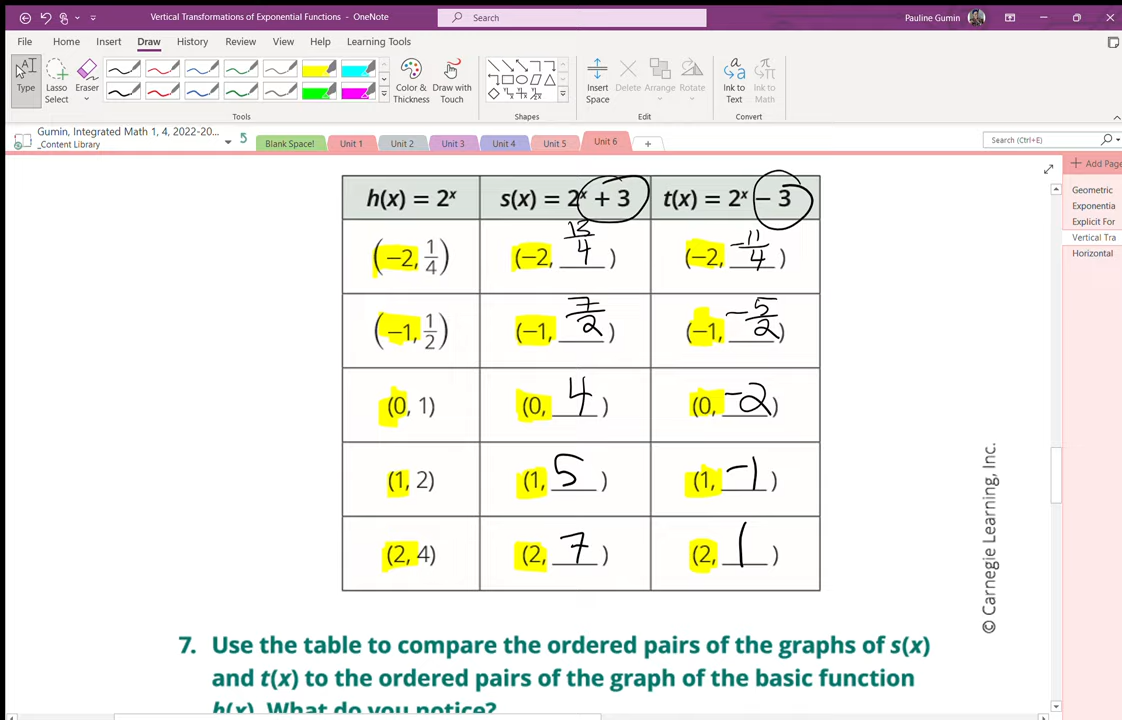 Vertical Transformations of Exponential Functions - OneNote
Search
Pauline Gumin
File Home Insert Draw History Review View Help Learning Tools
Type
Lasso Select
Eraser
Color & Thickness
Draw with Touch
Insert Space
Delete
Arrange
Rotate
Ink to Text
Ink to Math
Tools
Shapes
Edit
Convert
Gumin, Integrated Math 1, 4, 2022-20...
_Content Library
Blank Space! Unit 1 Unit 2 Unit 3 Unit 4 Unit 5 Unit 6
Search (Ctrl+E)
Add Page
Geometric
Exponentia
Explicit For
Vertical Tra
Horizontal
h(x) = 2ˣ s(x) = 2ˣ + 3 t(x) = 2ˣ − 3
(−2, 1/4) (−2, 13/4) (−2, −11/4)
(−1, 1/2) (−1, 7/2) (−1, −5/2)
(0, 1) (0, 4) (0, −2)
(1, 2) (1, 5) (1, −1)
(2, 4) (2, 7) (2, 1)
© Carnegie Learning, Inc.
7. Use the table to compare the ordered pairs of the graphs of s(x)
and t(x) to the ordered pairs of the graph of the basic function
h(x). What do you notice?